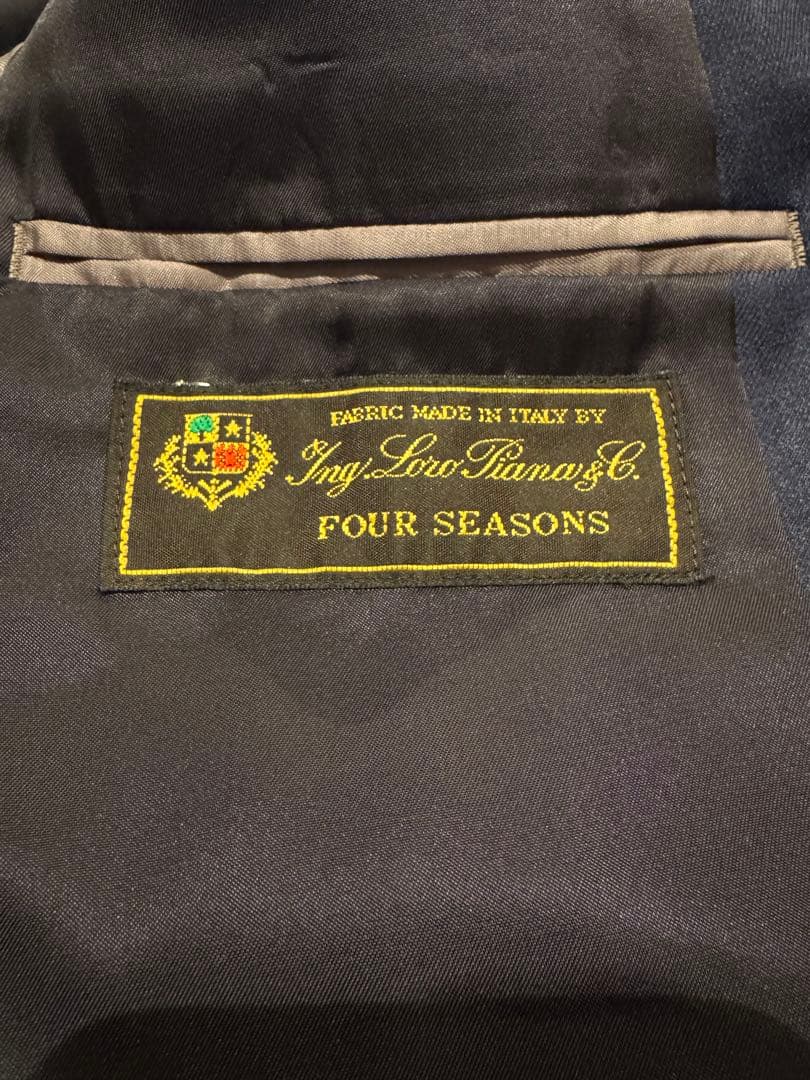 FABRIC MADE IN ITALY BY
Ing. Loro Piana & C.
FOUR SEASONS